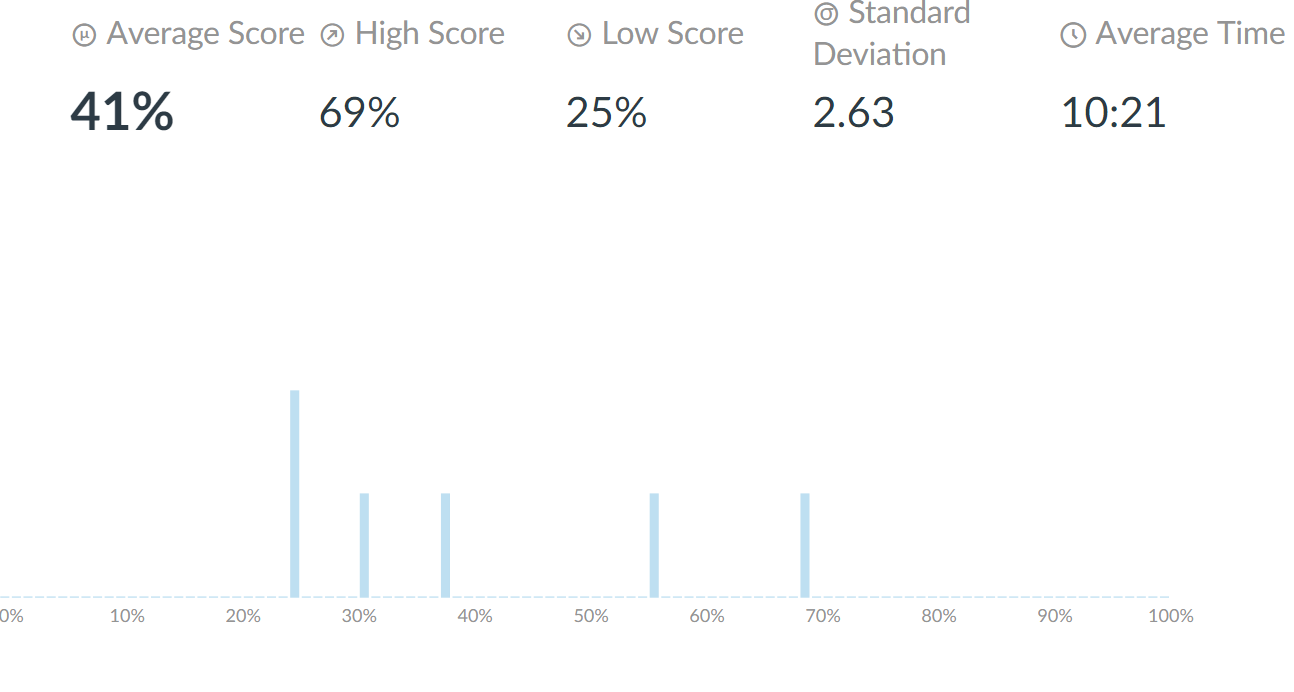 Average Score High Score Low Score Standard Deviation Average Time
41% 69% 25% 2.63 10:21
0% 10% 20% 30% 40% 50% 60% 70% 80% 90% 100%